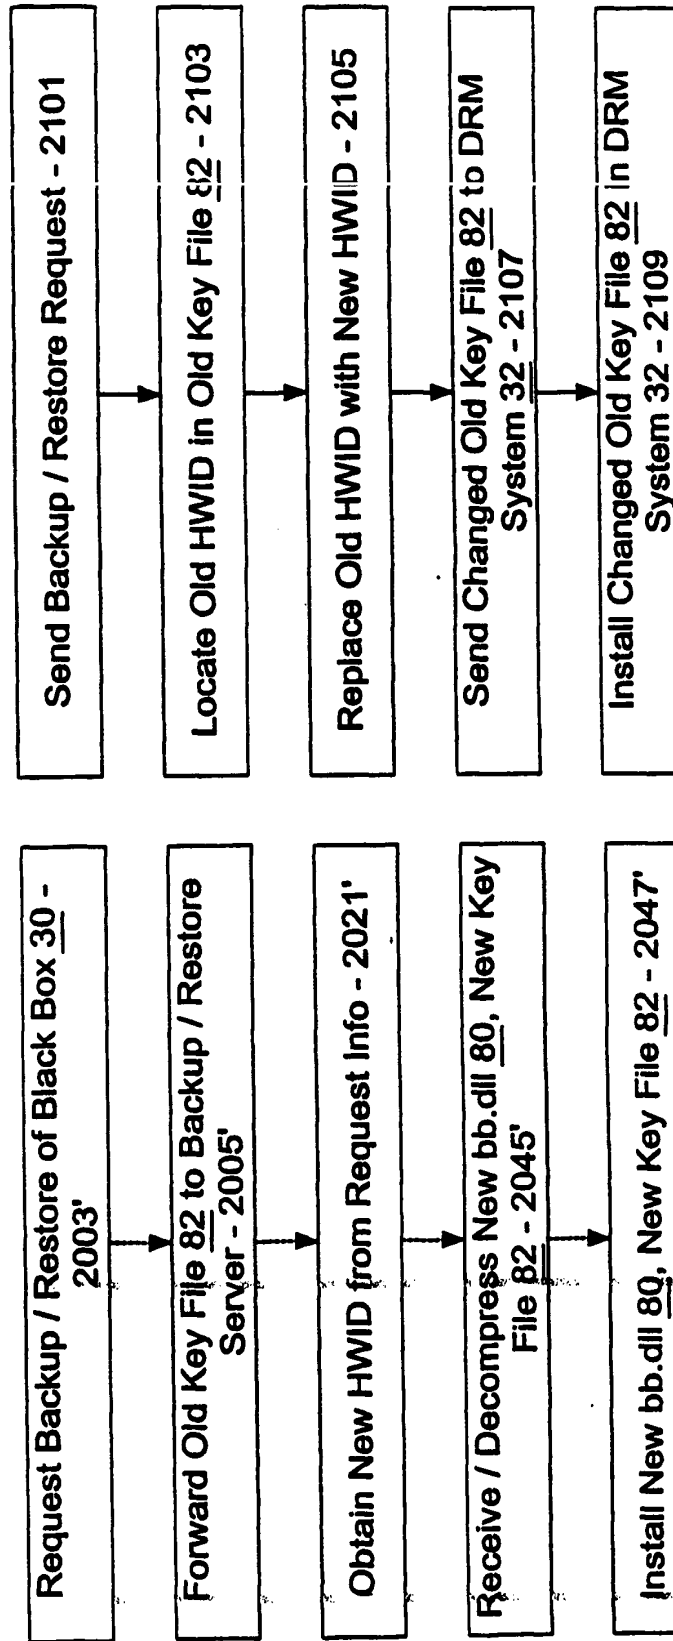 Request Backup / Restore of Black Box 30 -
2003'
Forward Old Key File 82 to Backup / Restore
Server - 2005'
Obtain New HWID from Request Info - 2021'
Receive / Decompress New bb.dll 80, New Key
File 82 - 2045'
Install New bb.dll 80, New Key File 82 - 2047'
Send Backup / Restore Request - 2101
Locate Old HWID in Old Key File 82 - 2103
Replace Old HWID with New HWID - 2105
Send Changed Old Key File 82 to DRM
System 32 - 2107
Install Changed Old Key File 82 in DRM
System 32 - 2109